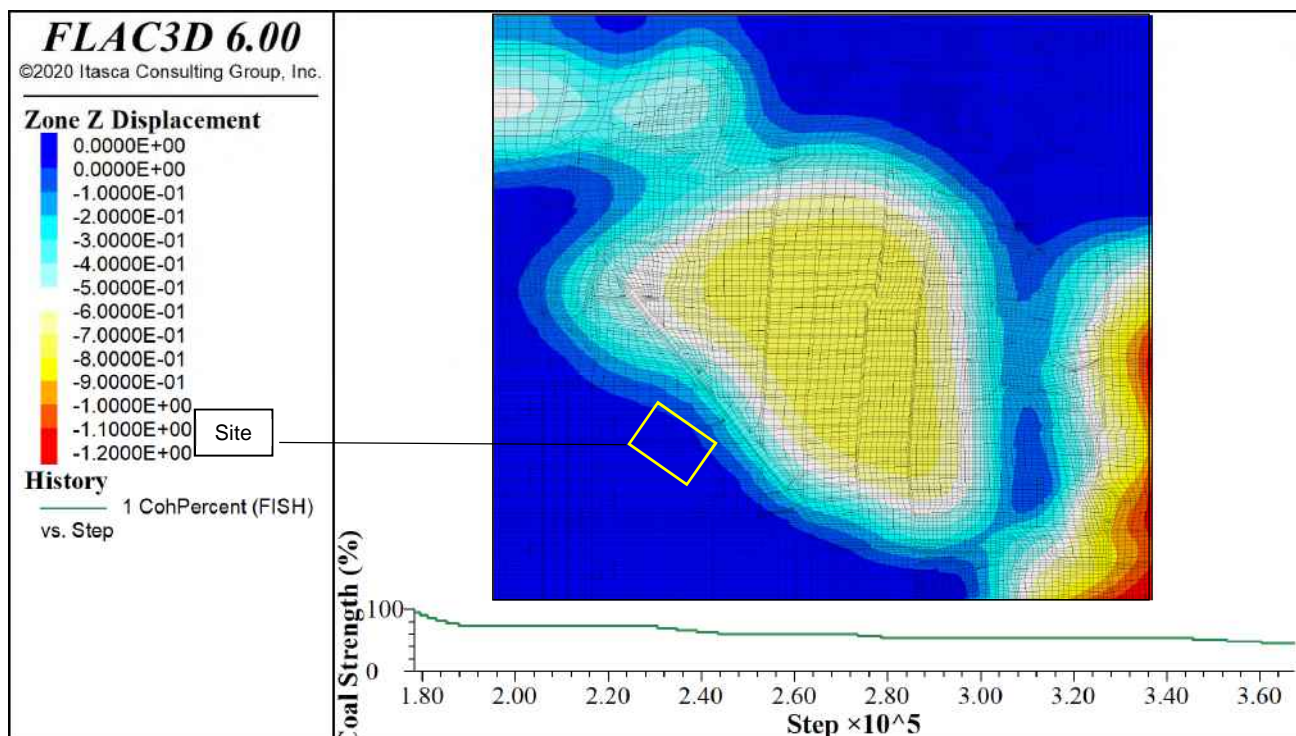 FLAC3D 6.00
©2020 Itasca Consulting Group, Inc.
Zone Z Displacement
0.0000E+00
0.0000E+00
-1.0000E-01
-2.0000E-01
-3.0000E-01
-4.0000E-01
-5.0000E-01
-6.0000E-01
-7.0000E-01
-8.0000E-01
-9.0000E-01
-1.0000E+00
-1.1000E+00
-1.2000E+00
Site
History
1 CohPercent (FISH)
vs. Step
Coal Strength (%)
100
0
1.80 2.00 2.20 2.40 2.60 2.80 3.00 3.20 3.40 3.60
Step ×10^5